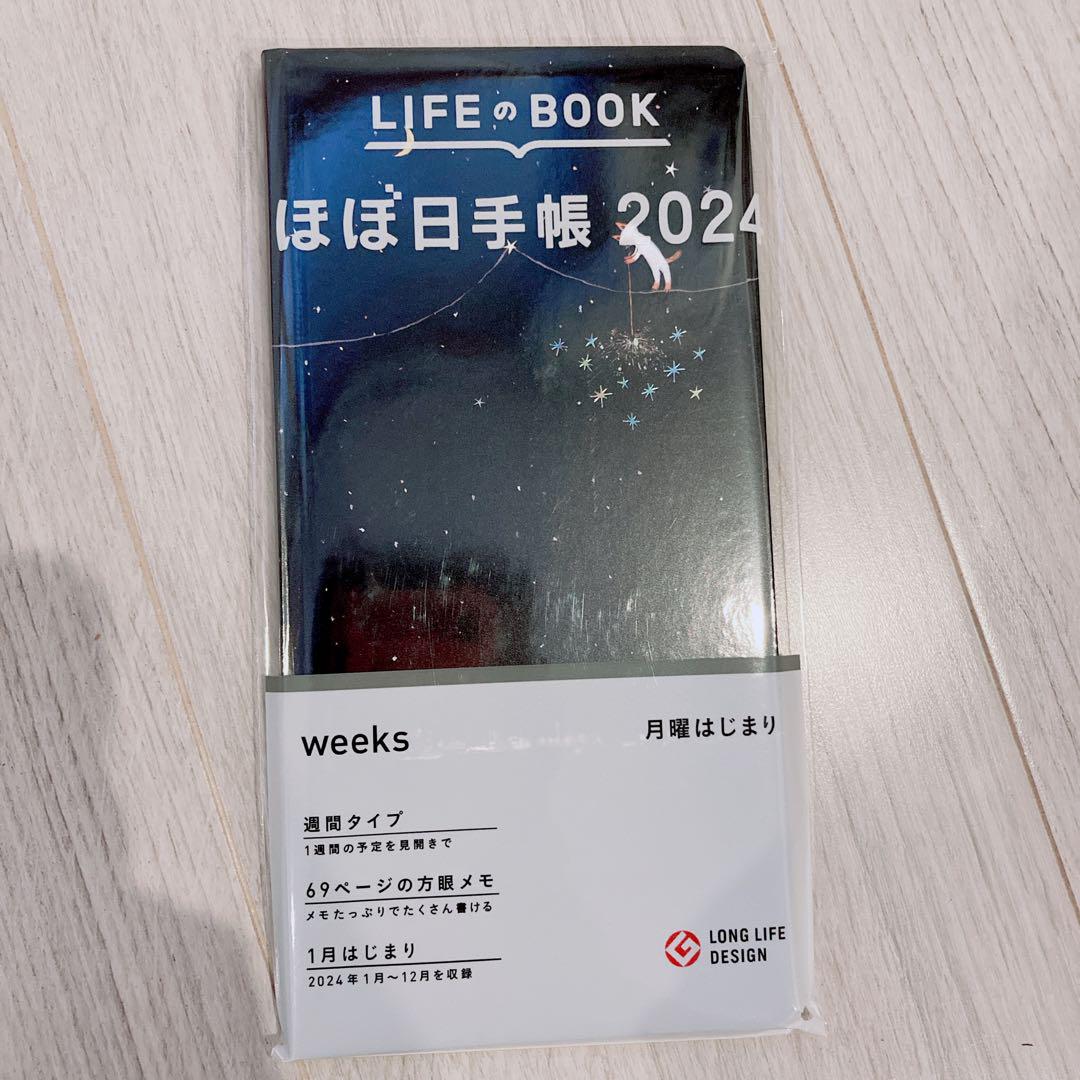 LIFEのBOOK
ほぼ日手帳 2024
weeks
月曜はじまり
週間タイプ
1週間の予定を見開きで
69ページの方眼メモ
メモたっぷりでたくさん書ける
1月はじまり
2024年1月〜12月を収録
LONG LIFE
DESIGN